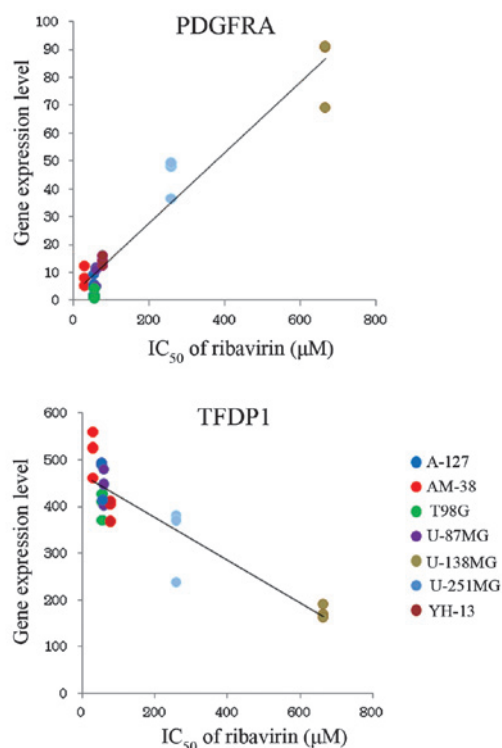 PDGFRA
Gene expression level
100
90
80
70
60
50
40
30
20
10
0
0 200 400 600 800
IC50 of ribavirin (μM)
TFDP1
Gene expression level
600
500
400
300
200
100
0
0 200 400 600 800
IC50 of ribavirin (μM)
A-127
AM-38
T98G
U-87MG
U-138MG
U-251MG
YH-13